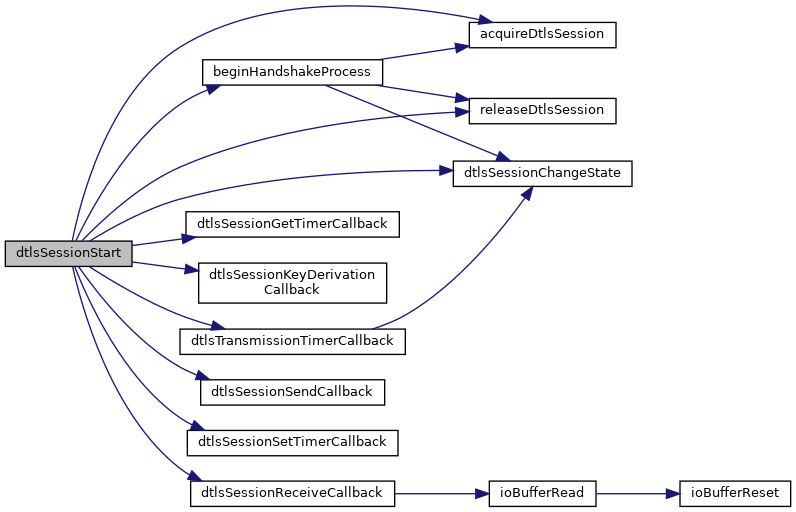 acquireDtlsSession
beginHandshakeProcess
releaseDtlsSession
dtlsSessionChangeState
dtlsSessionGetTimerCallback
dtlsSessionStart
dtlsSessionKeyDerivation
Callback
dtlsTransmissionTimerCallback
dtlsSessionSendCallback
dtlsSessionSetTimerCallback
dtlsSessionReceiveCallback
ioBufferRead
ioBufferReset